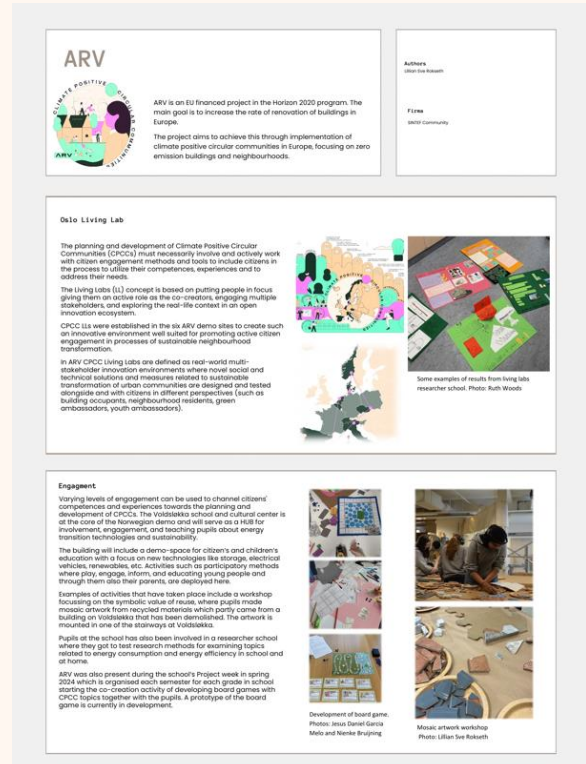 ARV
CLIMATE POSITIVE CIRCULAR COMMUNITIES
ARV
ARV is an EU financed project in the Horizon 2020 program. The
main goal is to increase the rate of renovation of buildings in
Europe.
The project aims to achieve this through implementation of
climate positive circular communities in Europe, focusing on zero
emission buildings and neighbourhoods.
Authors
Lillian Sve Rokseth
Firms
SINTEF Community
Oslo Living Lab
The planning and development of Climate Positive Circular
Communities (CPCCs) must necessarily involve and actively work
with citizen engagement methods and tools to include citizens in
the process to utilize their competences, experiences and to
address their needs.
The Living Labs (LL) concept is based on putting people in focus
giving them an active role as the co-creators, engaging multiple
stakeholders, and exploring the real-life context in an open
innovation ecosystem.
CPCC LLs were established in the six ARV demo sites to create such
an innovative environment well suited for promoting active citizen
engagement in processes of sustainable neighbourhood
transformation.
In ARV CPCC Living Labs are defined as real-world multi-
stakeholder innovation environments where novel social and
technical solutions and measures related to sustainable
transformation of urban communities are designed and tested
alongside and with citizens in different perspectives (such as
building occupants, neighbourhood residents, green
ambassadors, youth ambassadors).
Some examples of results from living labs
researcher school. Photo: Ruth Woods
Engagment
Varying levels of engagement can be used to channel citizens'
competences and experiences towards the planning and
development of CPCCs. The Voldsløkka school and cultural center is
at the core of the Norwegian demo and will serve as a HUB for
involvement, engagement, and teaching pupils about energy
transition technologies and sustainability.
The building will include a demo-space for citizen's and children's
education with a focus on new technologies like storage, electrical
vehicles, renewables, etc. Activities such as participatory methods
where play, engage, inform, and educating young people and
through them also their parents, are deployed here.
Examples of activities that have taken place include a workshop
focussing on the symbolic value of reuse, where pupils made
mosaic artwork from recycled materials which partly came from a
building on Voldsløkka that has been demolished. The artwork is
mounted in one of the stairways at Voldsløkka.
Pupils at the school has also been involved in a researcher school
where they got to test research methods for examining topics
related to energy consumption and energy efficiency in school and
at home.
ARV was also present during the school's Project week in spring
2024 which is organised each semester for each grade in school
starting the co-creation activity of developing board games with
CPCC topics together with the pupils. A prototype of the board
game is currently in development.
Development of board game.
Photos: Jesus Daniel Garcia
Melo and Nienke Bruijning
Mosaic artwork workshop
Photo: Lillian Sve Rokseth